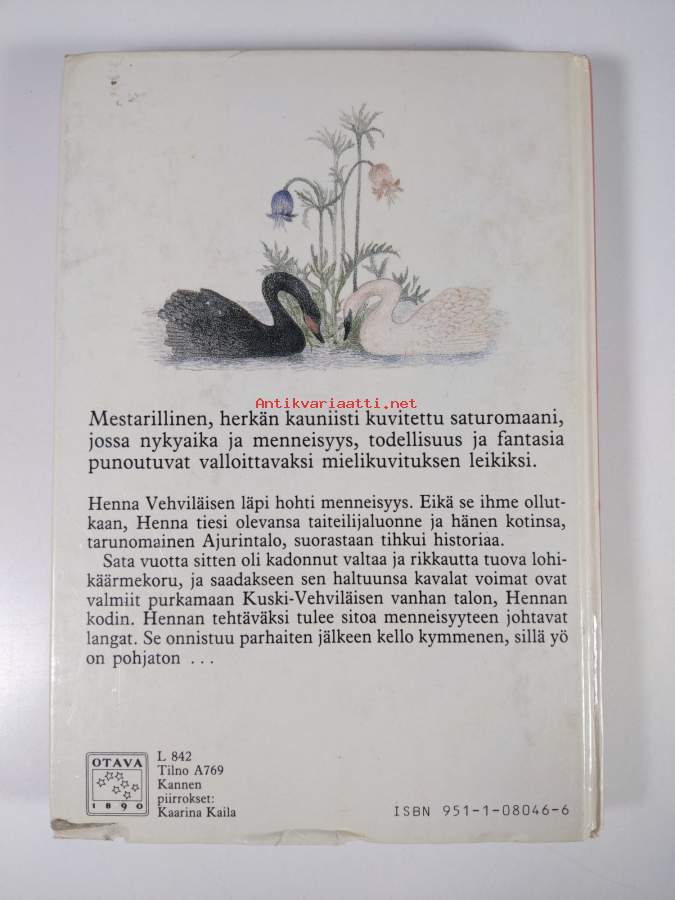 Antikvariaatti.net
Mestarillinen, herkän kauniisti kuvitettu saturomaani,
jossa nykyaika ja menneisyys, todellisuus ja fantasia
punoutuvat valloittavaksi mielikuvituksen leikiksi.
Henna Vehviläisen läpi hohti menneisyys. Eikä se ihme ollut-
kaan, Henna tiesi olevansa taiteilijaluonne ja hänen kotinsa,
tarunomainen Ajurintalo, suorastaan tihkui historiaa.
Sata vuotta sitten oli kadonnut valtaa ja rikkautta tuova lohi-
käärmekoru, ja saadakseen sen haltuunsa kavalat voimat ovat
valmiit purkamaan Kuski-Vehviläisen vanhan talon, Hennan
kodin. Hennan tehtäväksi tulee sitoa menneisyyteen johtavat
langat. Se onnistuu parhaiten jälkeen kello kymmenen, sillä yö
on pohjaton ...
OTAVA
1890
L 842
Tilno A769
Kannen
piirrokset:
Kaarina Kaila
ISBN 951-1-08046-6